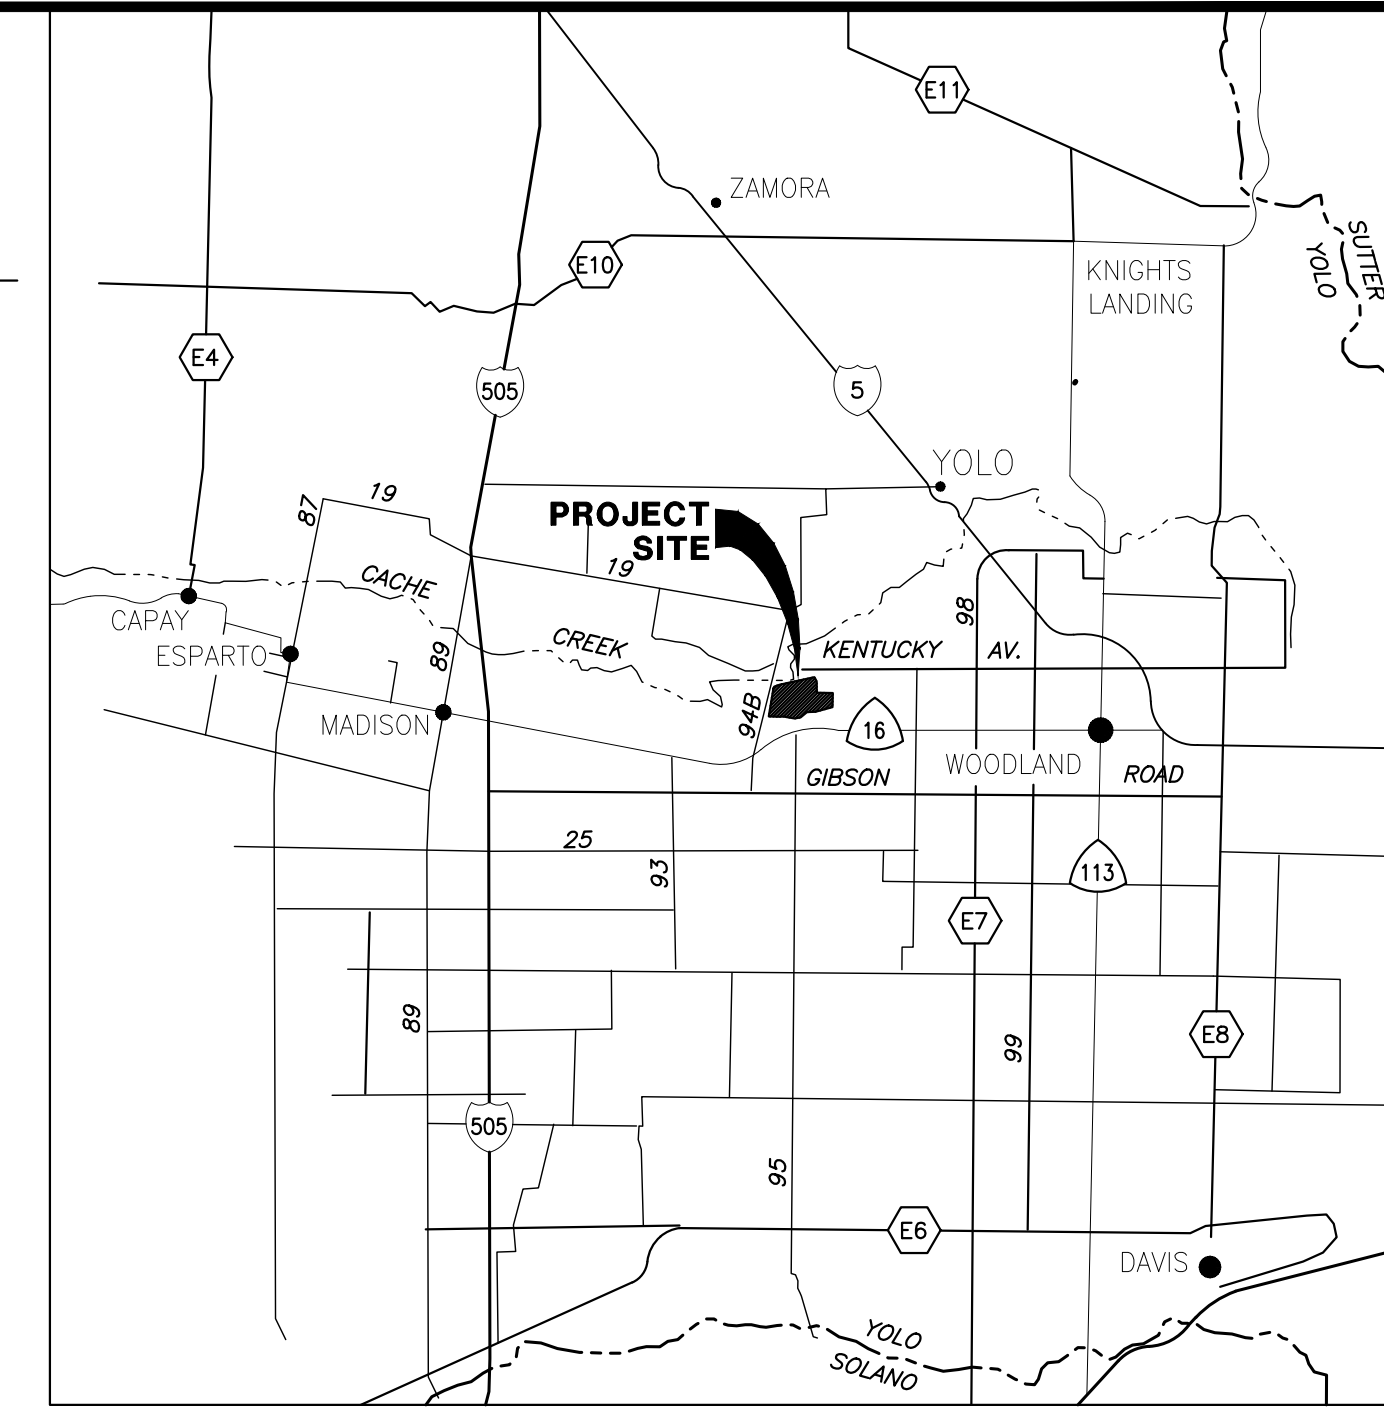 E11
ZAMORA
E10
KNIGHTS
LANDING
SUTTER
YOLO
E4
505
5
YOLO
87
19
PROJECT
SITE
19
CACHE
CREEK
98
CAPAY
ESPARTO
89
KENTUCKY AV.
94B
MADISON
16
WOODLAND
GIBSON ROAD
25
93
113
E7
89
99
E8
505
95
E6
DAVIS
YOLO
SOLANO